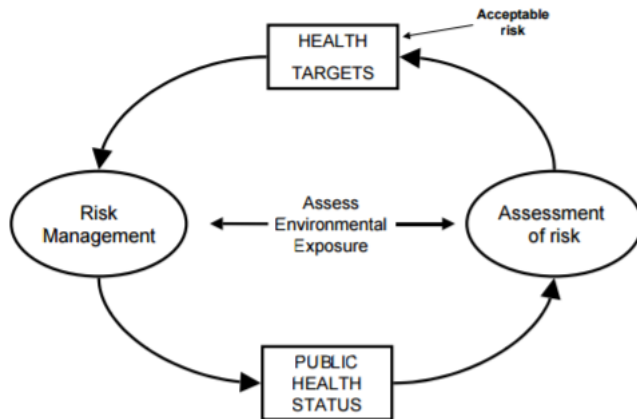 Acceptable
risk
HEALTH
TARGETS
Risk
Management
Assess
Environmental
Exposure
Assessment
of risk
PUBLIC
HEALTH
STATUS